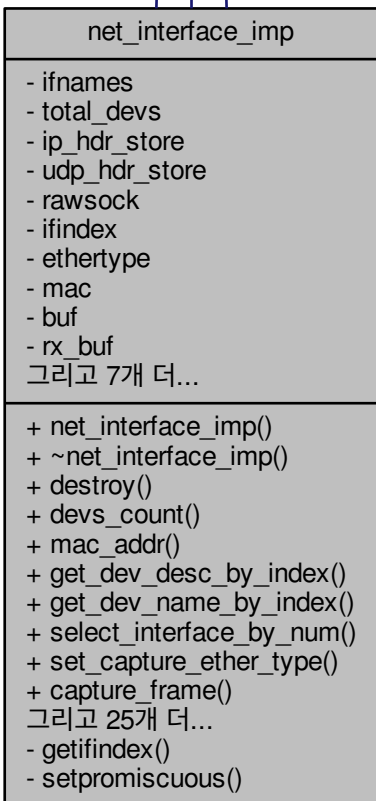 net_interface_imp
- ifnames
- total_devs
- ip_hdr_store
- udp_hdr_store
- rawsock
- ifindex
- ethertype
- mac
- buf
- rx_buf
그리고 7개 더...
+ net_interface_imp()
+ ~net_interface_imp()
+ destroy()
+ devs_count()
+ mac_addr()
+ get_dev_desc_by_index()
+ get_dev_name_by_index()
+ select_interface_by_num()
+ set_capture_ether_type()
+ capture_frame()
그리고 25개 더...
- getifindex()
- setpromiscuous()